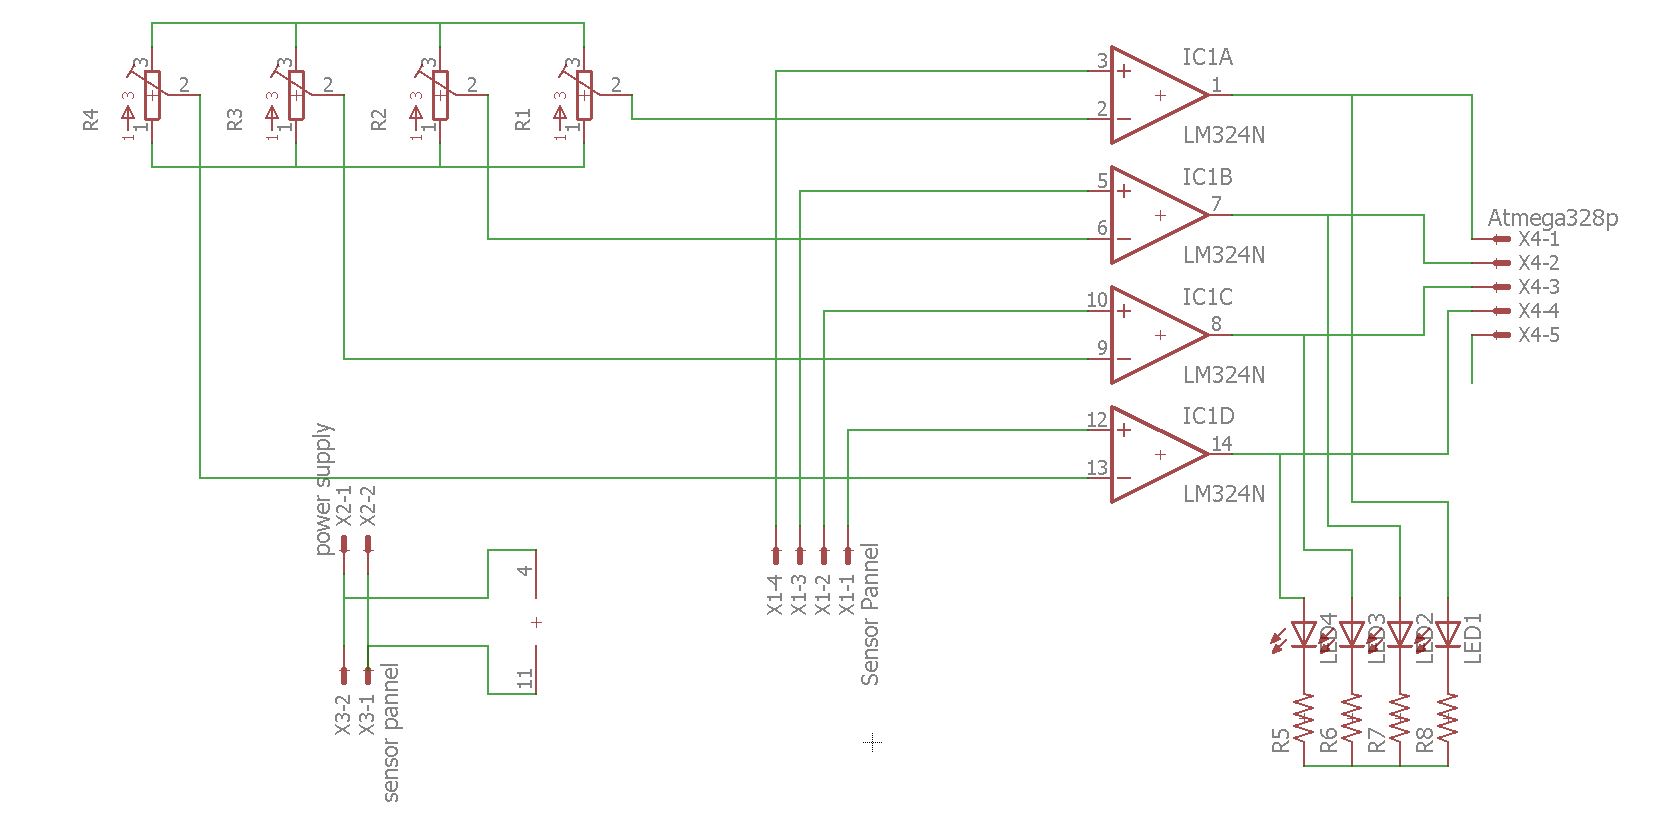 3
2
3
1
1
R4
3
2
3
1
1
R3
3
2
3
1
1
R2
3
2
3
1
1
R1
3
2
1
IC1A
LM324N
5
6
7
IC1B
LM324N
10
9
8
IC1C
LM324N
12
13
14
IC1D
LM324N
Atmega328p
X4-1
X4-2
X4-3
X4-4
X4-5
power supply
X2-1
X2-2
X3-2
X3-1
sensor pannel
4
11
X1-4
X1-3
X1-2
X1-1
Sensor Pannel
LED4
LED3
LED2
LED1
R5
R6
R7
R8